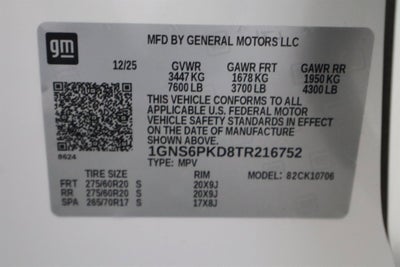 gm
MFD BY GENERAL MOTORS LLC
12/25 GVWR GAWR FRT GAWR RR
3447 KG 1678 KG 1950 KG
7600 LB 3700 LB 4300 LB
THIS VEHICLE CONFORMS TO ALL
APPLICABLE U.S. FEDERAL MOTOR
VEHICLE SAFETY AND THEFT
PREVENTION STANDARDS IN EFFECT
ON THE DATE OF MANUFACTURE
SHOWN ABOVE.
8624
1GNS6PKD8TR216752
TYPE: MPV MODEL: 82CK10706
TIRE SIZE RIM
FRT 275/60R20 S 20X9J
RR 275/60R20 S 20X9J
SPA 265/70R17 S 17X8J